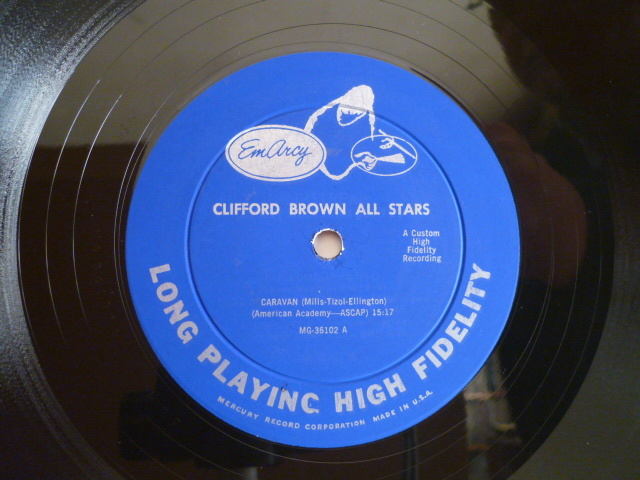 EmArcy
CLIFFORD BROWN ALL STARS
A Custom
High
Fidelity
Recording
CARAVAN (Mills-Tizol-Ellington)
(American Academy—ASCAP) 15:17
MG-36102 A
LONG PLAYING HIGH FIDELITY
MERCURY RECORD CORPORATION MADE IN U.S.A.